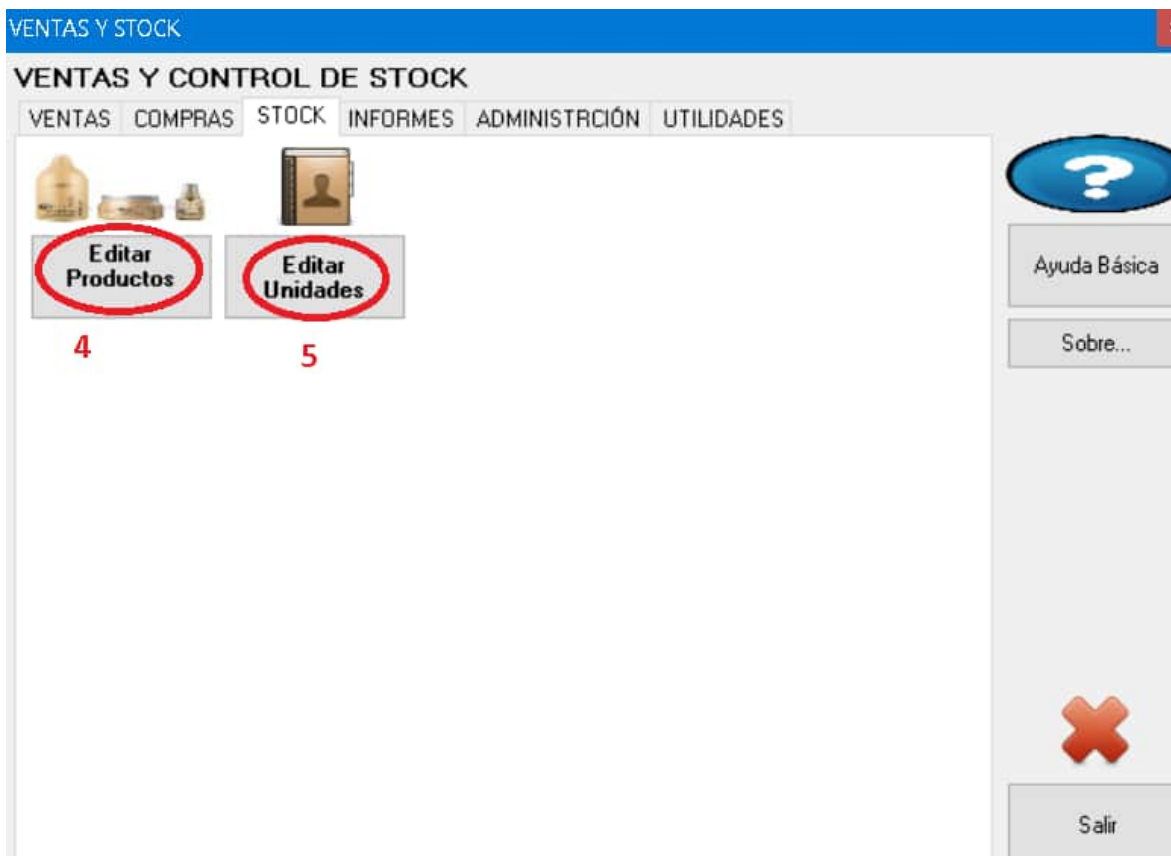 VENTAS Y STOCK
VENTAS Y CONTROL DE STOCK
VENTAS COMPRAS STOCK INFORMES ADMINISTRCIÓN UTILIDADES
?
Editar
Productos
Editar
Unidades
4
5
Ayuda Básica
Sobre...
Salir